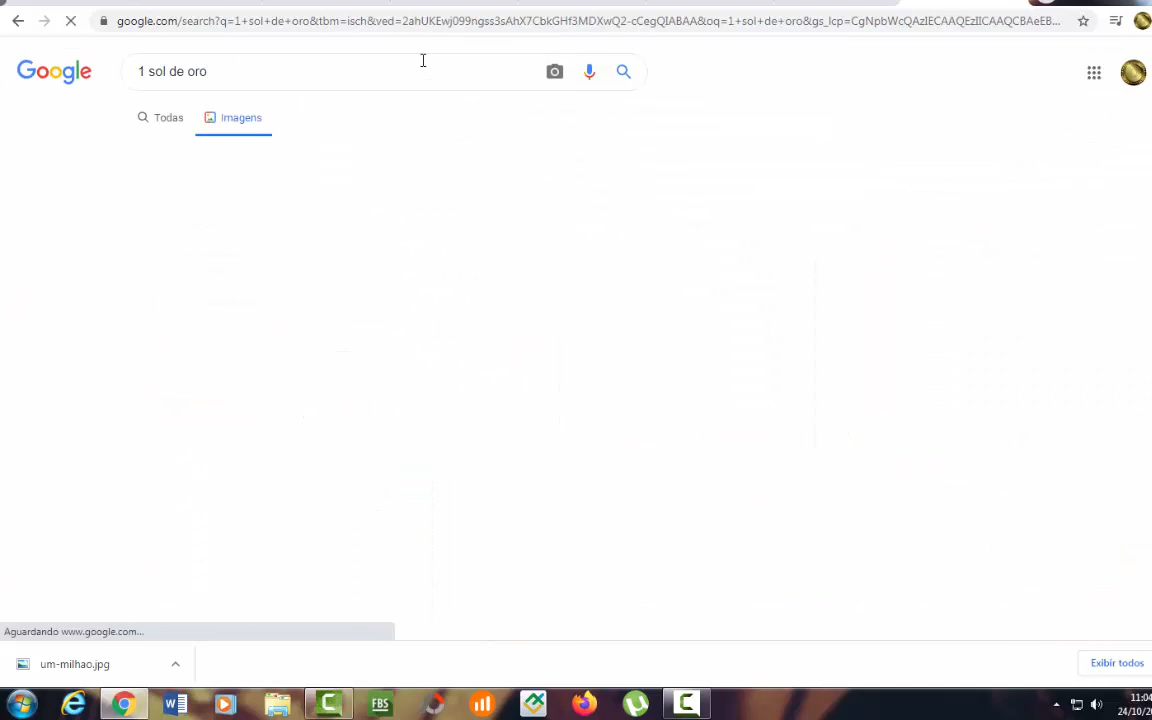 google.com/search?q=1+sol+de+oro&tbm=isch&ved=2ahUKEwj099ngss3sAhX7CbkGHf3MDXwQ2-cCegQIABAA&oq=1+sol+de+oro&gs_lcp=CgNpbWcQAzIECAAQEzIICAAQCBAeEB...
Google
1 sol de oro
Todas
Imagens
Aguardando www.google.com...
um-milhao.jpg
Exibir todos
W
FBS
11:04
24/10/2